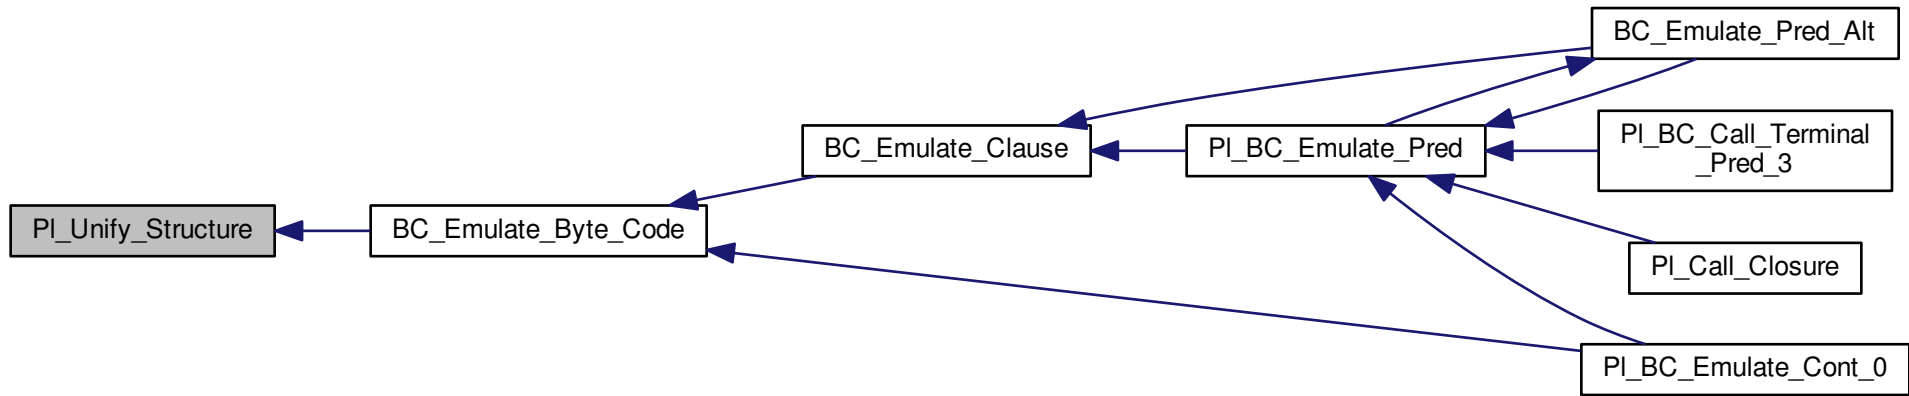 BC_Emulate_Pred_Alt
Pl_BC_Call_Terminal
_Pred_3
BC_Emulate_Clause
Pl_BC_Emulate_Pred
Pl_Unify_Structure
BC_Emulate_Byte_Code
Pl_Call_Closure
Pl_BC_Emulate_Cont_0